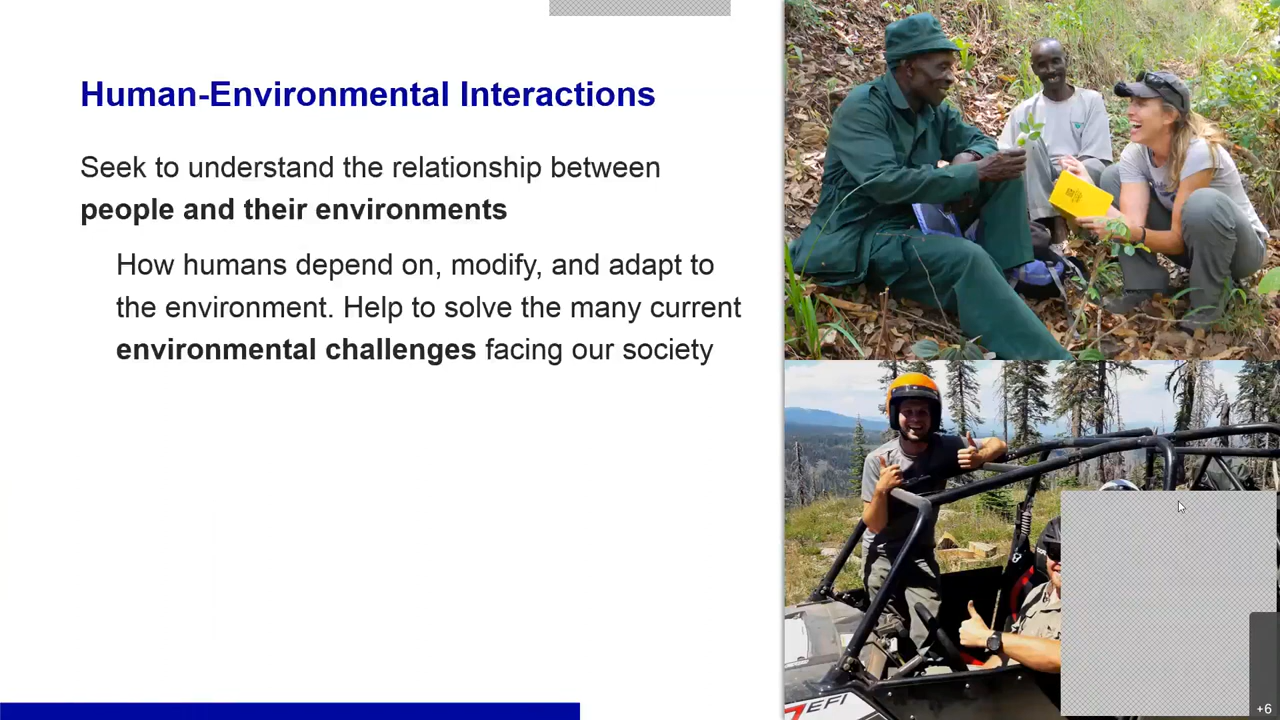 Human-Environmental Interactions
Seek to understand the relationship between
people and their environments
How humans depend on, modify, and adapt to
the environment. Help to solve the many current
environmental challenges facing our society
EFI
+6